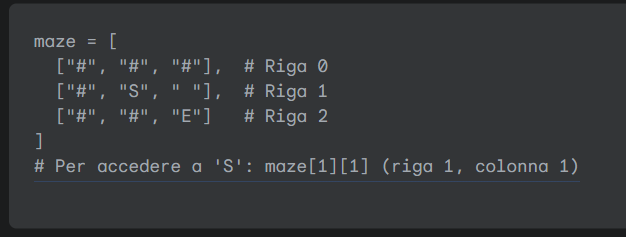 maze = [
  ["#", "#", "#"],  # Riga 0
  ["#", "S", " "],  # Riga 1
  ["#", "#", "E"]   # Riga 2
]
# Per accedere a 'S': maze[1][1] (riga 1, colonna 1)